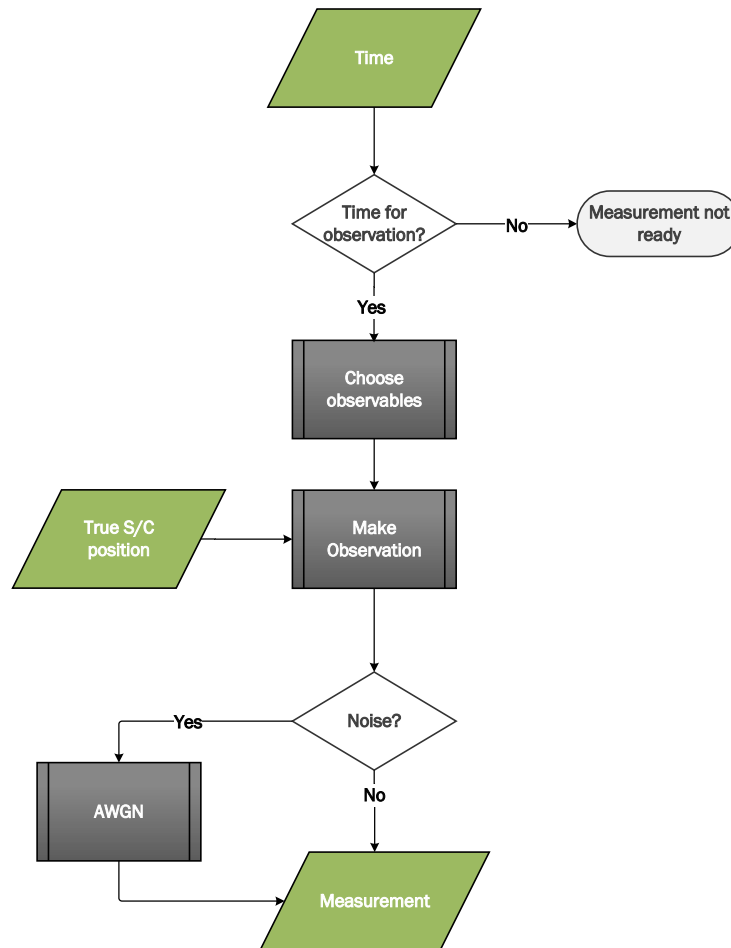 Time
Time for
observation?
No
Measurement not
ready
Yes
Choose
observables
True S/C
position
Make
Observation
Noise?
Yes
AWGN
No
Measurement